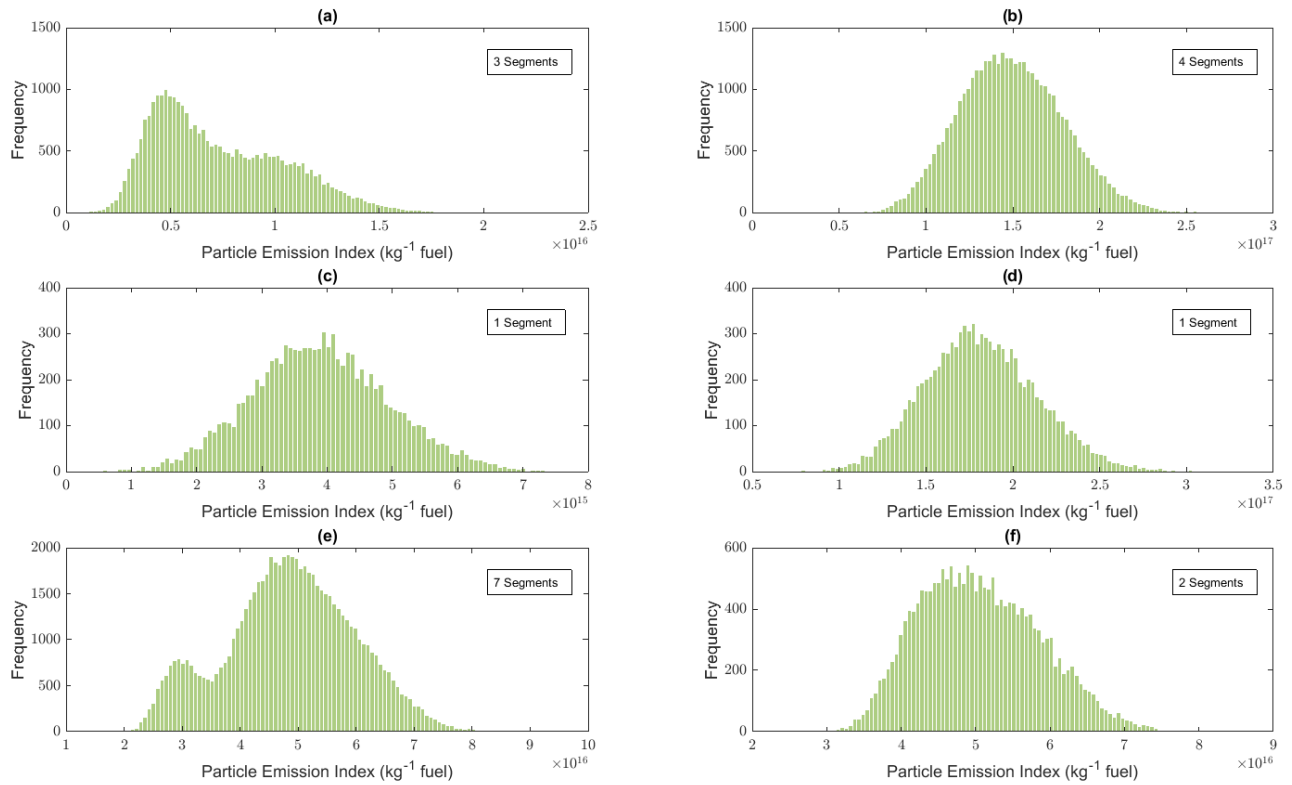 (a)
1500
1000
500
0
0 0.5 1 1.5 2 2.5
×10^16
Frequency
Particle Emission Index (kg^-1 fuel)
3 Segments
(b)
1500
1000
500
0
0 0.5 1 1.5 2 2.5 3
×10^17
Frequency
Particle Emission Index (kg^-1 fuel)
4 Segments
(c)
400
300
200
100
0
0 1 2 3 4 5 6 7 8
×10^15
Frequency
Particle Emission Index (kg^-1 fuel)
1 Segment
(d)
400
300
200
100
0
0.5 1 1.5 2 2.5 3 3.5
×10^17
Frequency
Particle Emission Index (kg^-1 fuel)
1 Segment
(e)
2000
1500
1000
500
0
1 2 3 4 5 6 7 8 9 10
×10^16
Frequency
Particle Emission Index (kg^-1 fuel)
7 Segments
(f)
600
400
200
0
2 3 4 5 6 7 8 9
×10^16
Frequency
Particle Emission Index (kg^-1 fuel)
2 Segments